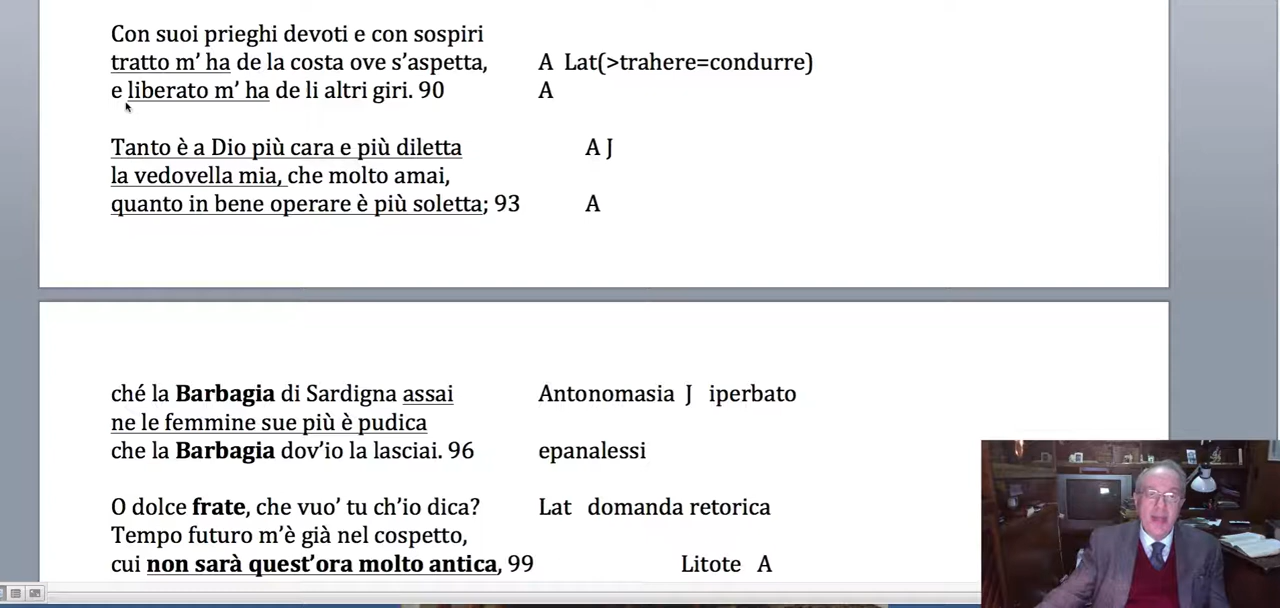 Con suoi prieghi devoti e con sospiri
tratto m’ ha de la costa ove s’aspetta, A Lat(>trahere=condurre)
e liberato m’ ha de li altri giri. 90 A
Tanto è a Dio più cara e più diletta A J
la vedovella mia, che molto amai,
quanto in bene operare è più soletta; 93 A
ché la Barbagia di Sardigna assai Antonomasia J iperbato
ne le femmine sue più è pudica
che la Barbagia dov’io la lasciai. 96 epanalessi
O dolce frate, che vuo’ tu ch’io dica? Lat domanda retorica
Tempo futuro m’è già nel cospetto,
cui non sarà quest’ora molto antica, 99 Litote A